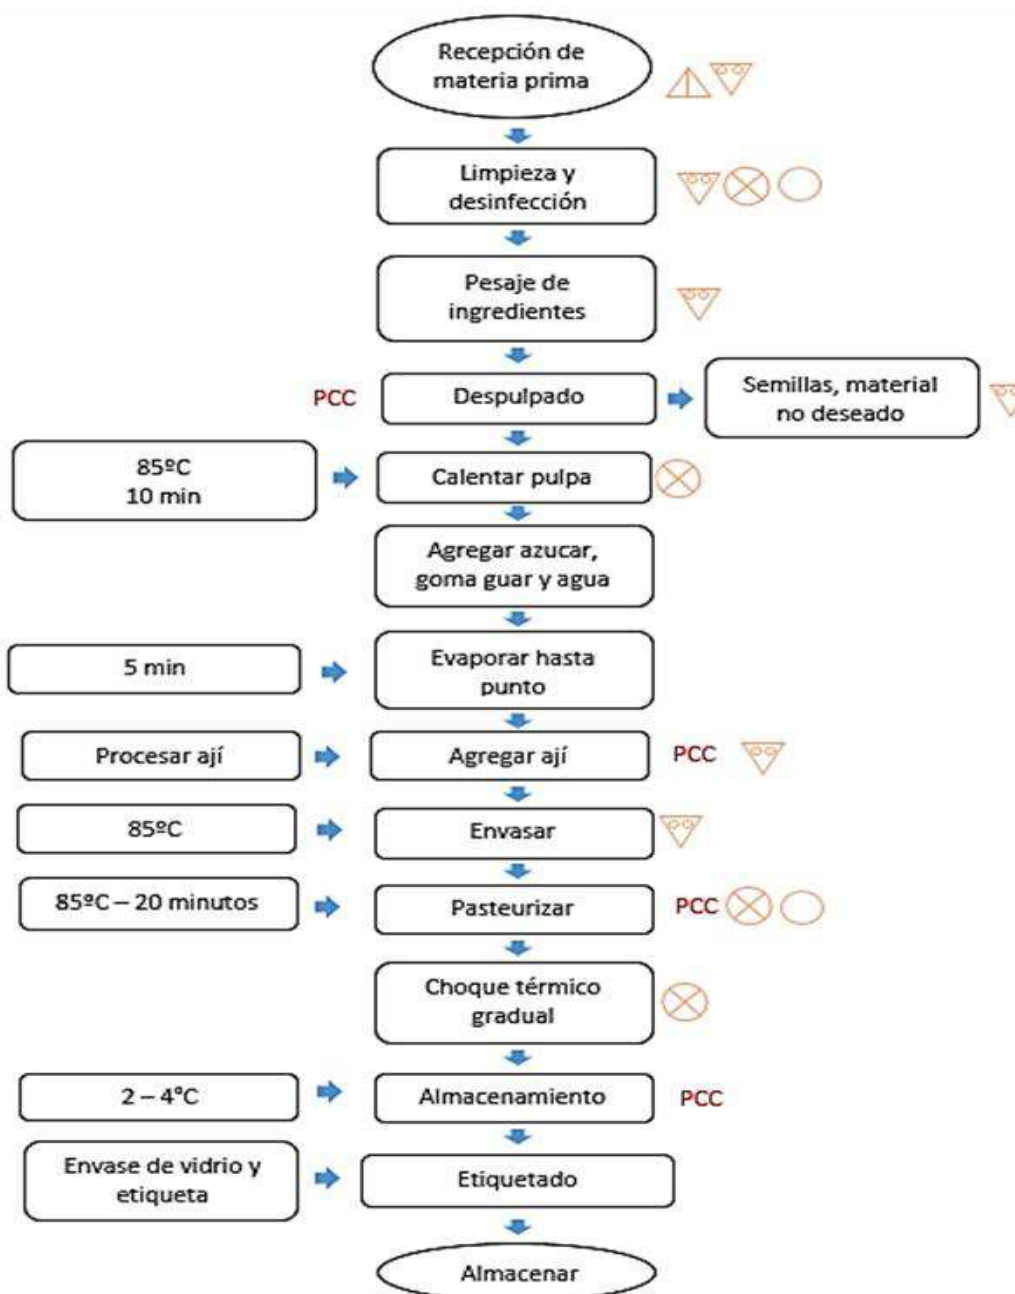 Recepción de
materia prima
Limpieza y
desinfección
Pesaje de
ingredientes
PCC
Despulpado
Semillas, material
no deseado
85ºC
10 min
Calentar pulpa
Agregar azucar,
goma guar y agua
5 min
Evaporar hasta
punto
Procesar ají
Agregar ají
PCC
85ºC
Envasar
85ºC – 20 minutos
Pasteurizar
PCC
Choque térmico
gradual
2 – 4°C
Almacenamiento
PCC
Envase de vidrio y
etiqueta
Etiquetado
Almacenar